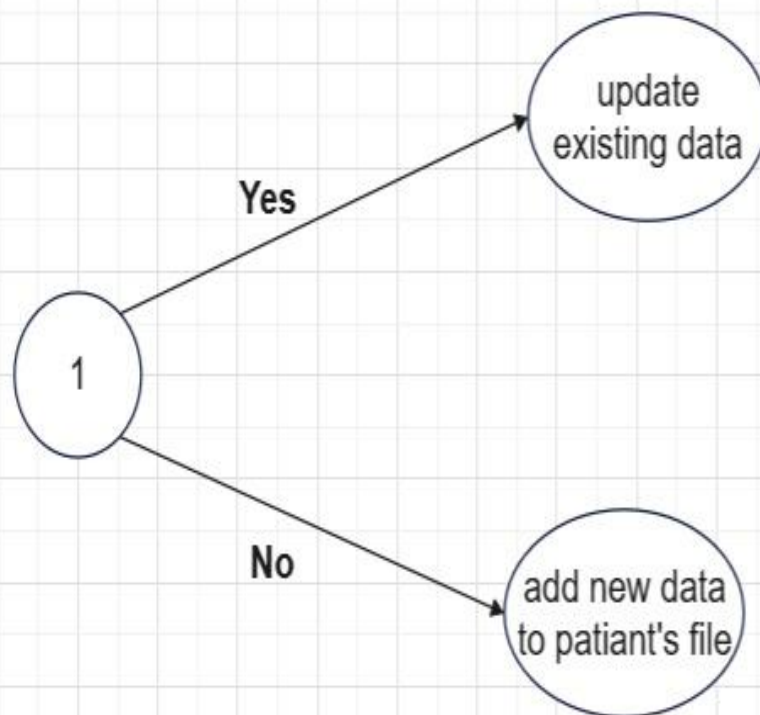 update
existing data
Yes
1
No
add new data
to patiant's file